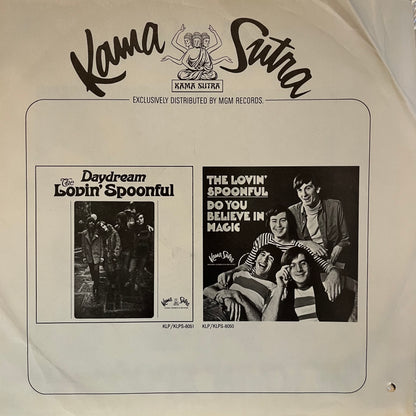 Kama Sutra
KAMA SUTRA
EXCLUSIVELY DISTRIBUTED BY MGM RECORDS.
Daydream
The Lovin' Spoonful
Kama Sutra
KLP/KLPS-8051
THE LOVIN'
SPOONFUL
DO YOU
BELIEVE IN
MAGIC
Kama Sutra
KLP/KLPS-8050